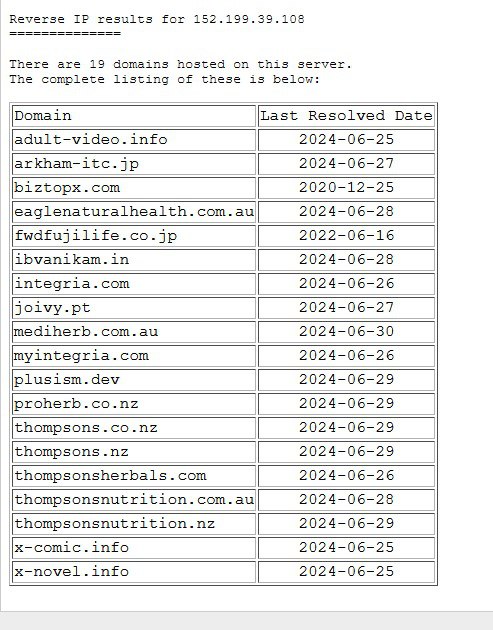 Reverse IP results for 152.199.39.108
==============
There are 19 domains hosted on this server.
The complete listing of these is below:
Domain Last Resolved Date
adult-video.info 2024-06-25
arkham-itc.jp 2024-06-27
biztopx.com 2020-12-25
eaglenaturalhealth.com.au 2024-06-28
fwdfujilife.co.jp 2022-06-16
ibvanikam.in 2024-06-28
integria.com 2024-06-26
joivy.pt 2024-06-27
mediherb.com.au 2024-06-30
myintegria.com 2024-06-26
plusism.dev 2024-06-29
proherb.co.nz 2024-06-29
thompsons.co.nz 2024-06-29
thompsons.nz 2024-06-29
thompsonsherbals.com 2024-06-26
thompsonsnutrition.com.au 2024-06-28
thompsonsnutrition.nz 2024-06-29
x-comic.info 2024-06-25
x-novel.info 2024-06-25